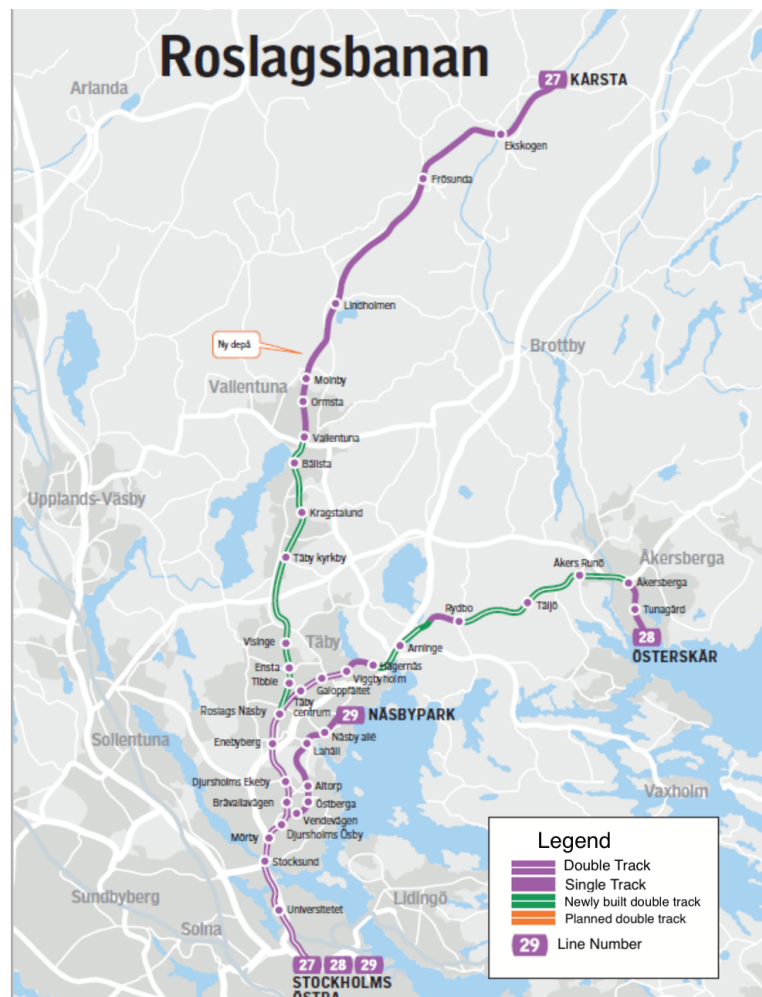 Roslagsbanan
27 KÅRSTA
Arlanda
Ekskogen
Frösunda
Lindholmen
Ny depå
Brottby
Vallentuna
Molnby
Ormsta
Vallentuna
Bällsta
Upplands-Väsby
Kragstalund
Täby kyrkby
Åkers Runö
Åkersberga
Åkersberga
Rydbo
Täljö
Tunagård
28
ÖSTERSKÄR
Visinge
Täby
Arninge
Ensta
Hägernäs
Tibble
Viggbyholm
Galoppfältet
Täby
centrum
Roslags Näsby
29 NÄSBYPARK
Sollentuna
Enebyberg
Näsby allé
Lahäll
Djursholms Ekeby
Altorp
Vaxholm
Bråvallavägen
Östberga
Vendevägen
Mörby
Djursholms Ösby
Stocksund
Sundbyberg
Lidingö
Universitetet
Solna
27 28 29
STOCKHOLMS
ÖSTRA
Legend
Double Track
Single Track
Newly built double track
Planned double track
29 Line Number